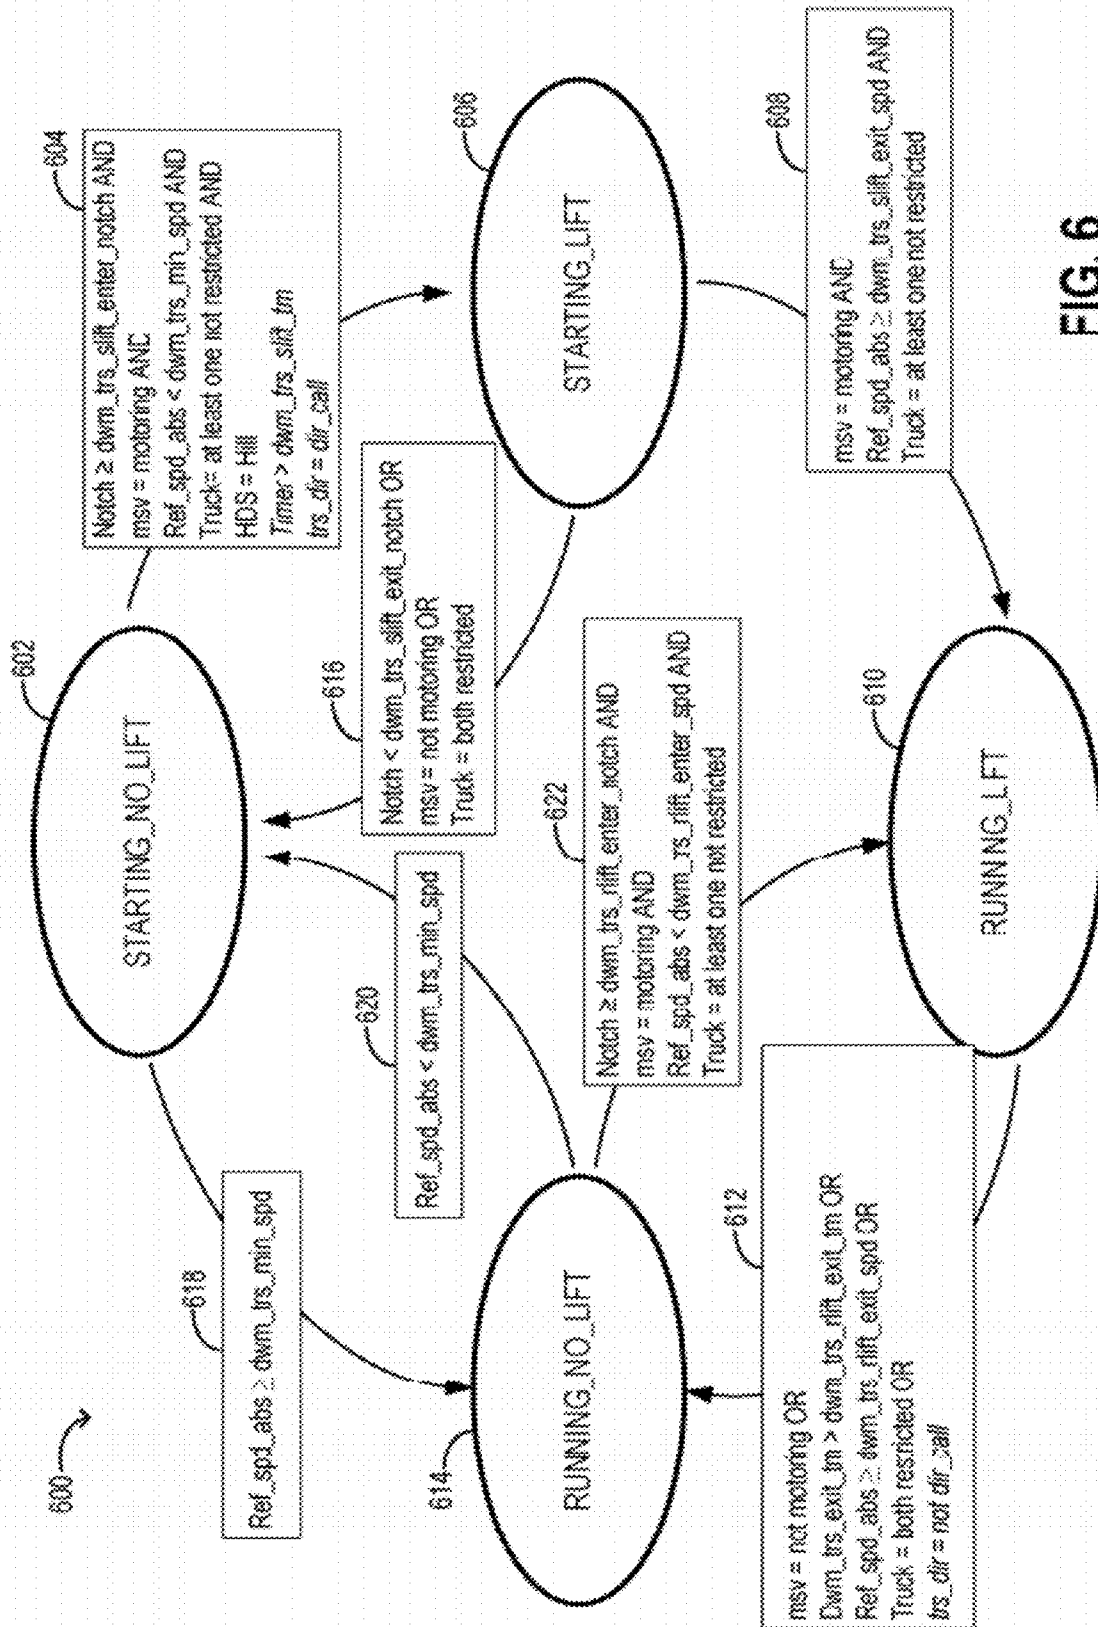 600
618
Ref_spd_abs ≥ dwm_trs_min_spd
602
STARTING_NO_LIFT
604
Notch ≥ dwm_trs_slift_enter_notch AND
msv = motoring AND
Ref_spd_abs < dwm_trs_min_spd AND
Truck= at least one not restricted AND
HDS = Hill
Timer > dwm_trs_slift_tm
trs_dir = dir_call
614
RUNNING_NO_LIFT
620
Ref_spd_abs < dwm_trs_min_spd
616
Notch < dwm_trs_slift_exit_notch OR
msv = not motoring OR
Truck = both restricted
606
STARTING_LIFT
622
Notch ≥ dwm_trs_rlift_enter_notch AND
msv = motoring AND
Ref_spd_abs < dwm_rs_rlift_enter_spd AND
Truck = at least one not restricted
612
msv = not motoring OR
Dwm_trs_exit_tm > dwm_trs_rlift_exit_tm OR
Ref_spd_abs ≥ dwm_trs_rlift_exit_spd OR
Truck = both restricted OR
trs_dir = not dir_call
610
RUNNING_LIFT
608
msv = motoring AND
Ref_spd_abs ≥ dwm_trs_slift_exit_spd AND
Truck = at least one not restricted
FIG. 6